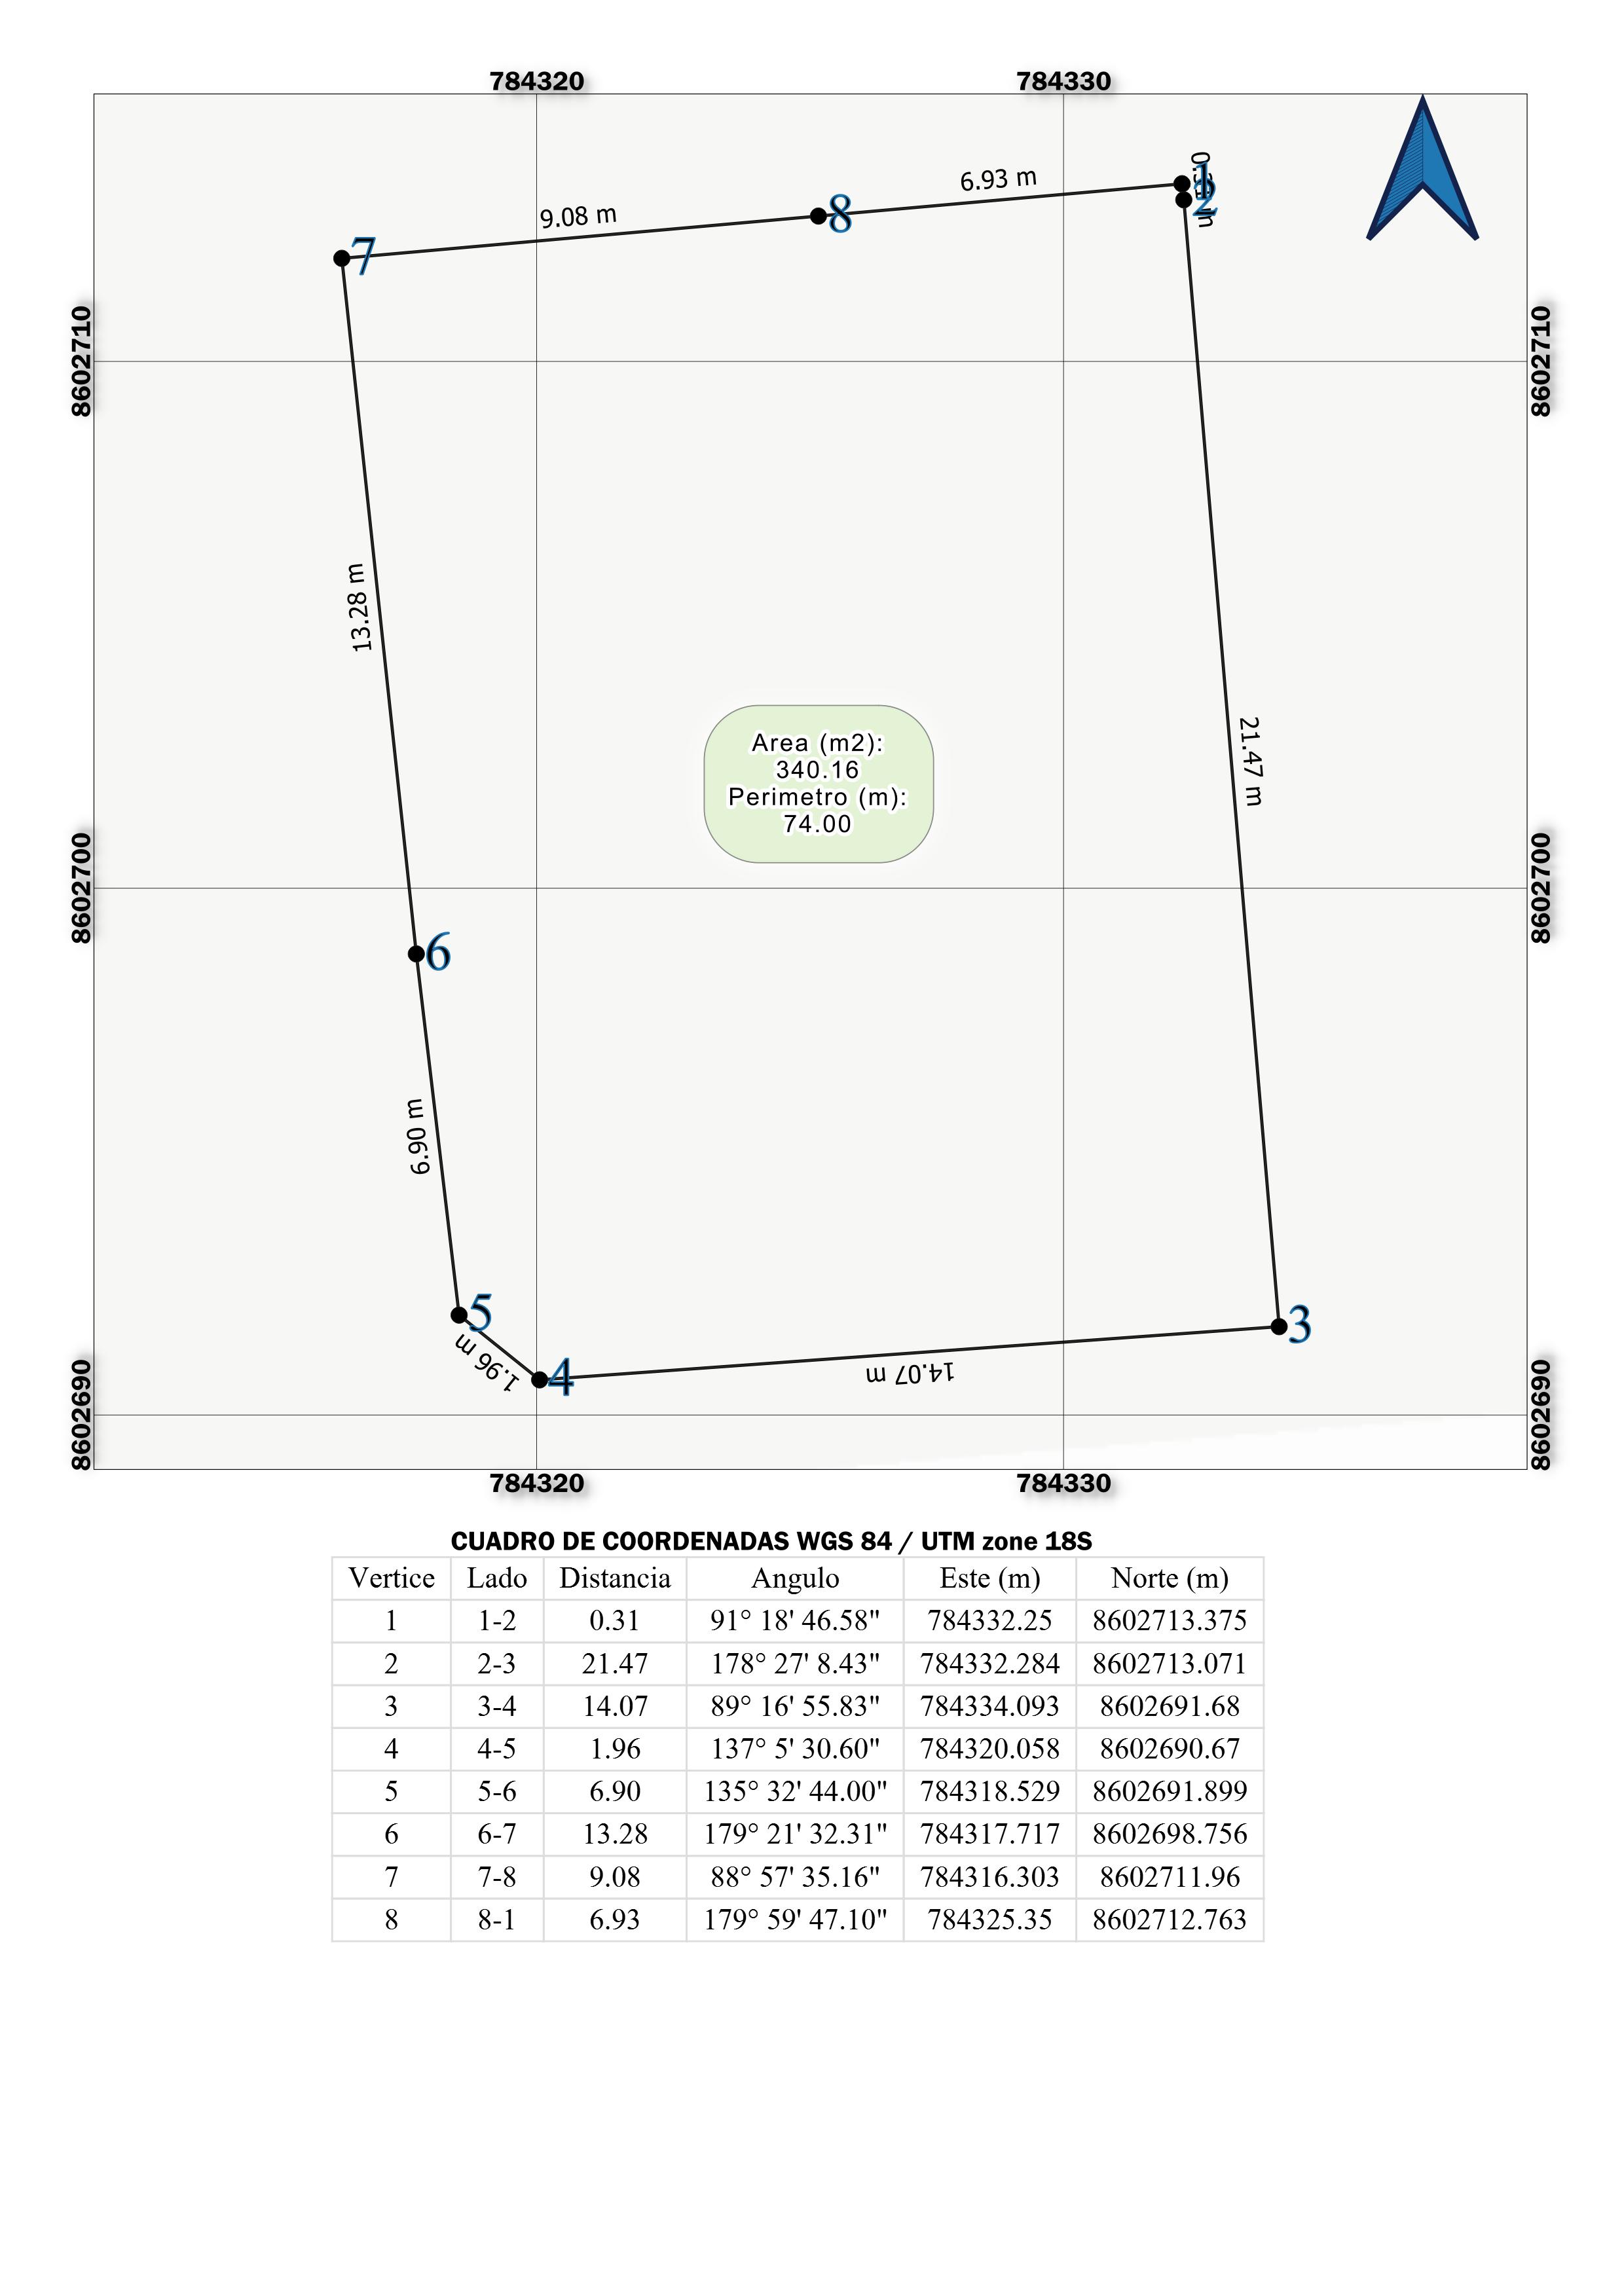 784320 784330
0.31 m
1
6.93 m
2
9.08 m
8
7
8602710 8602710
13.28 m
21.47 m
Area (m2):
340.16
Perimetro (m):
74.00
8602700 8602700
6
6.90 m
5
3
1.96 m
4
14.07 m
8602690 8602690
784320 784330
CUADRO DE COORDENADAS WGS 84 / UTM zone 18S
Vertice Lado Distancia Angulo Este (m) Norte (m)
1 1-2 0.31 91° 18' 46.58" 784332.25 8602713.375
2 2-3 21.47 178° 27' 8.43" 784332.284 8602713.071
3 3-4 14.07 89° 16' 55.83" 784334.093 8602691.68
4 4-5 1.96 137° 5' 30.60" 784320.058 8602690.67
5 5-6 6.90 135° 32' 44.00" 784318.529 8602691.899
6 6-7 13.28 179° 21' 32.31" 784317.717 8602698.756
7 7-8 9.08 88° 57' 35.16" 784316.303 8602711.96
8 8-1 6.93 179° 59' 47.10" 784325.35 8602712.763